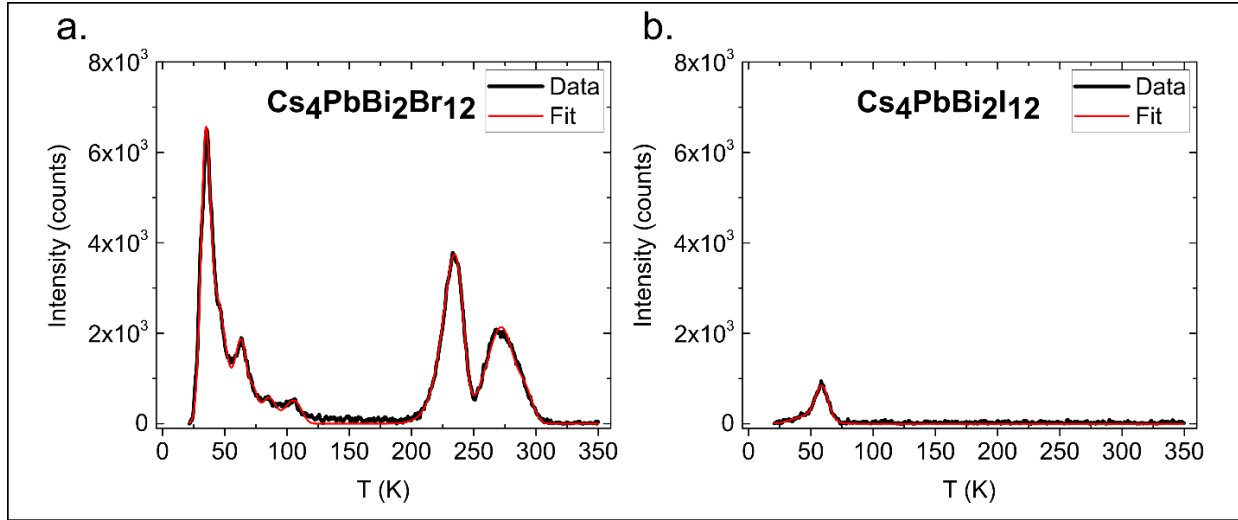 a.
Cs4PbBi2Br12
Data
Fit
Intensity (counts)
8x10³
6x10³
4x10³
2x10³
0
0 50 100 150 200 250 300 350
T (K)
b.
Cs4PbBi2I12
Data
Fit
Intensity (counts)
8x10³
6x10³
4x10³
2x10³
0
0 50 100 150 200 250 300 350
T (K)